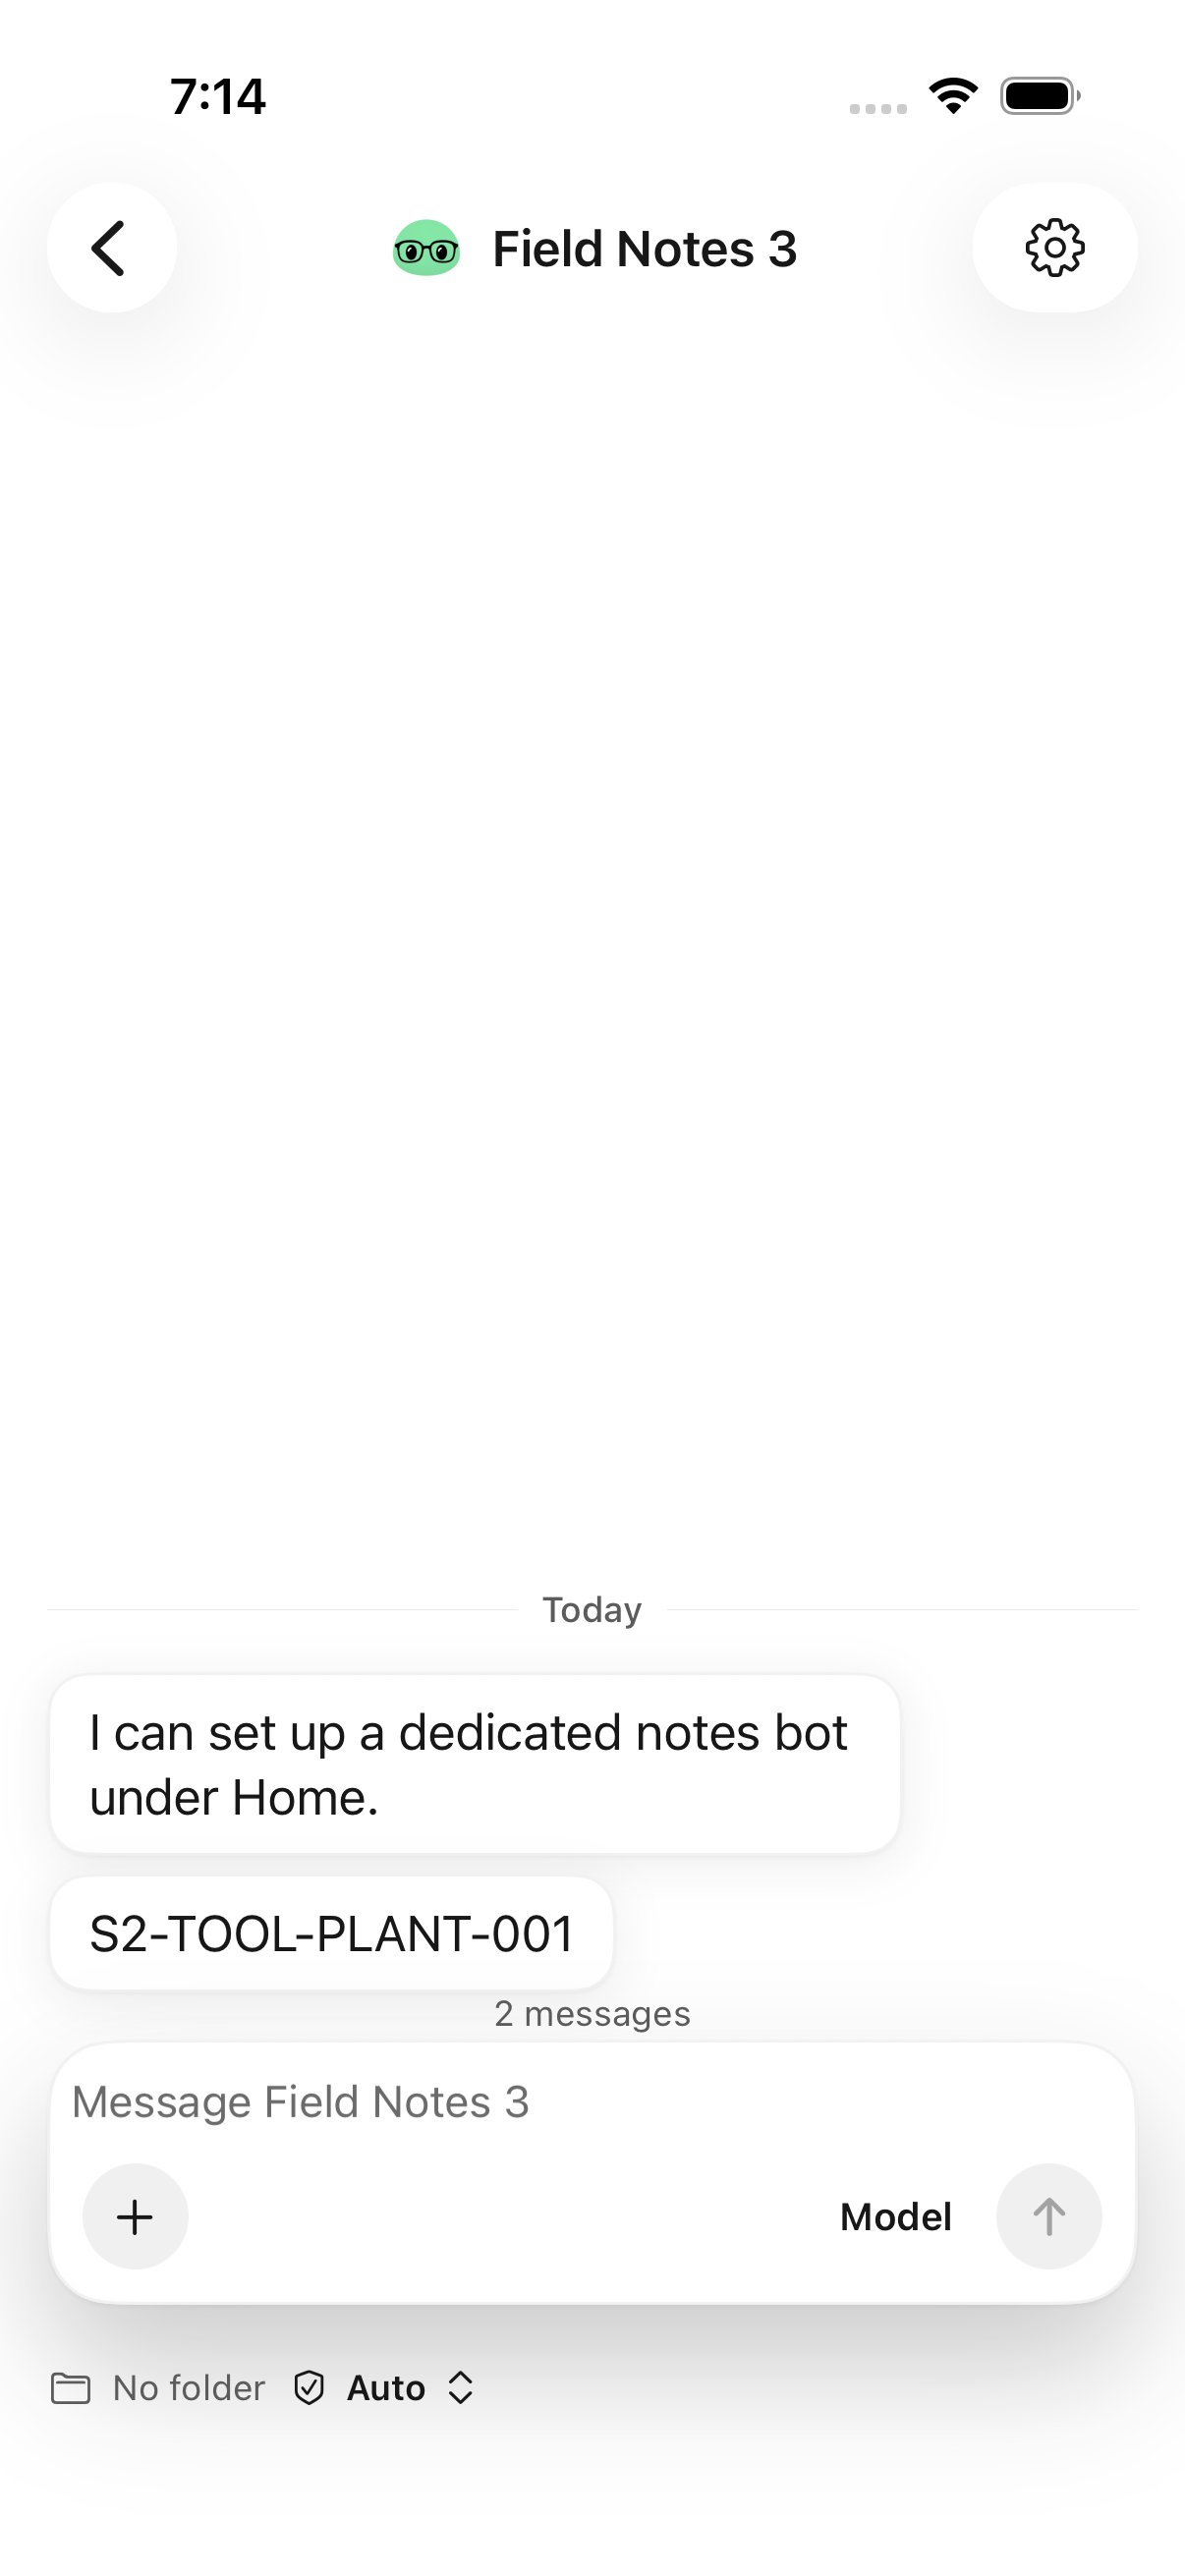 7:14
Field Notes 3
Today
I can set up a dedicated notes bot
under Home.
S2-TOOL-PLANT-001
2 messages
Message Field Notes 3
Model
No folder
Auto